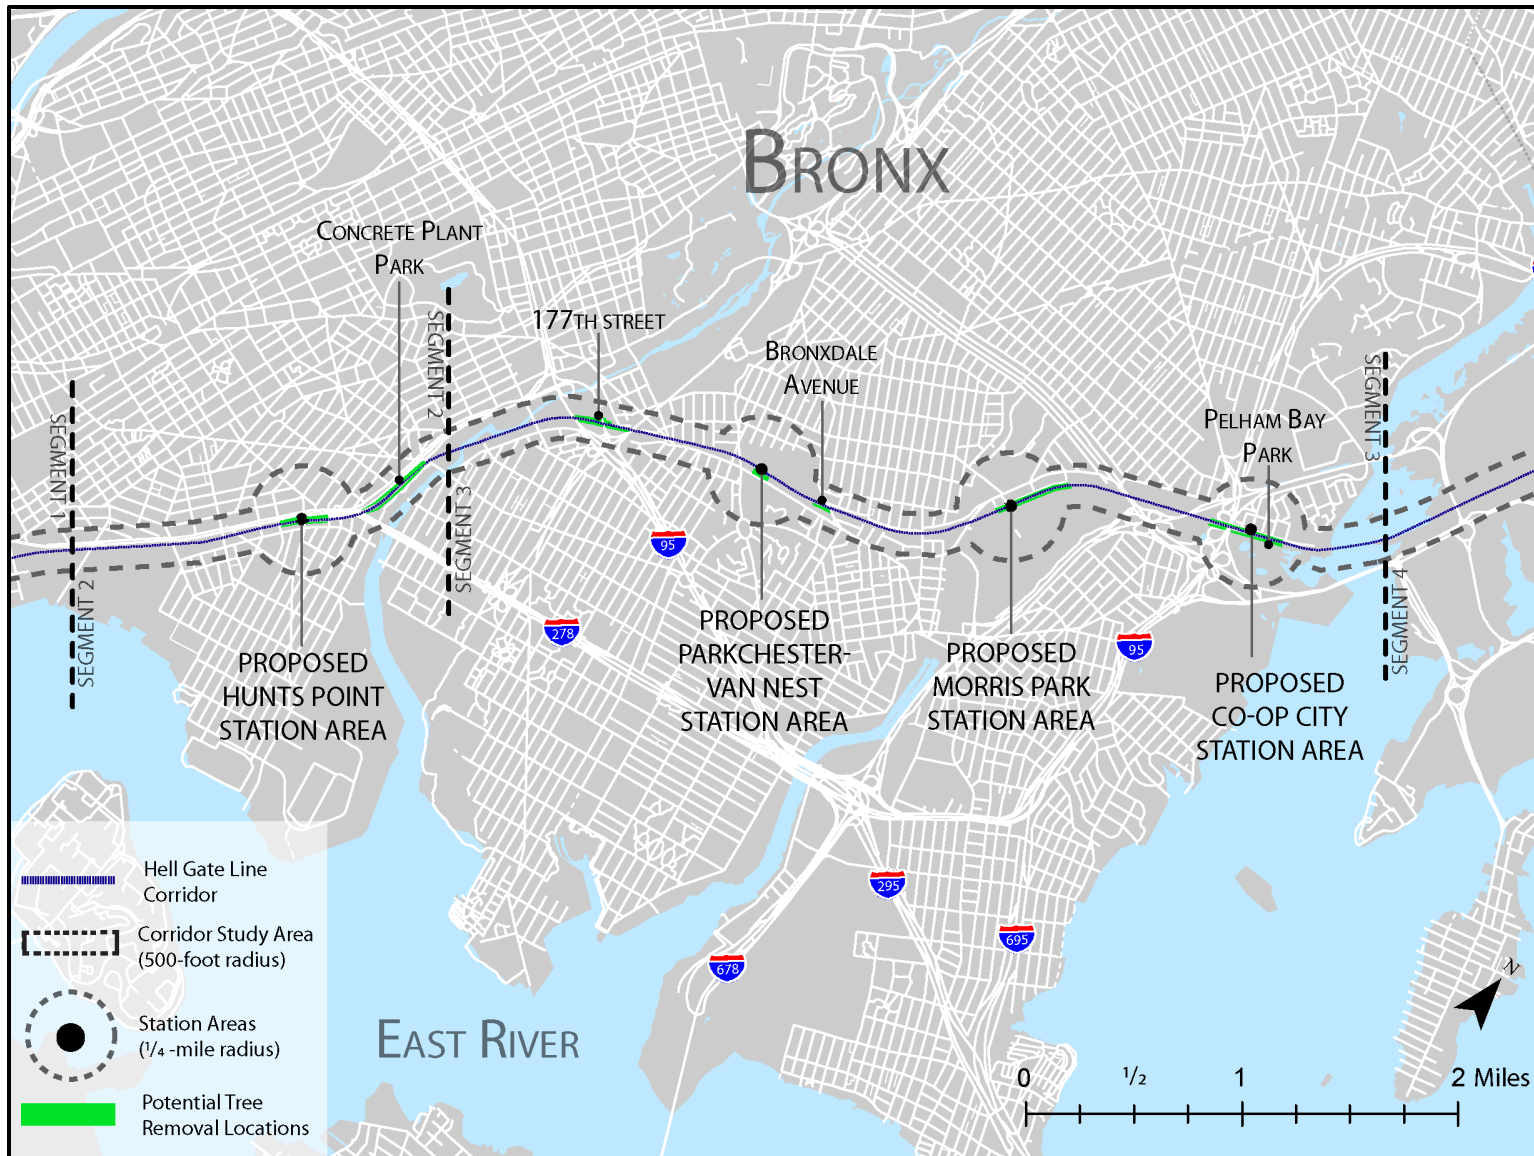 BRONX
CONCRETE PLANT
PARK
177TH STREET
BRONXDALE
AVENUE
PELHAM BAY
PARK
SEGMENT 1
SEGMENT 2
SEGMENT 2
SEGMENT 3
SEGMENT 3
SEGMENT 4
95
278
95
295
695
678
PROPOSED
HUNTS POINT
STATION AREA
PROPOSED
PARKCHESTER-
VAN NEST
STATION AREA
PROPOSED
MORRIS PARK
STATION AREA
PROPOSED
CO-OP CITY
STATION AREA
EAST RIVER
Hell Gate Line
Corridor
Corridor Study Area
(500-foot radius)
Station Areas
(1/4 -mile radius)
Potential Tree
Removal Locations
N
0 1/2 1 2 Miles